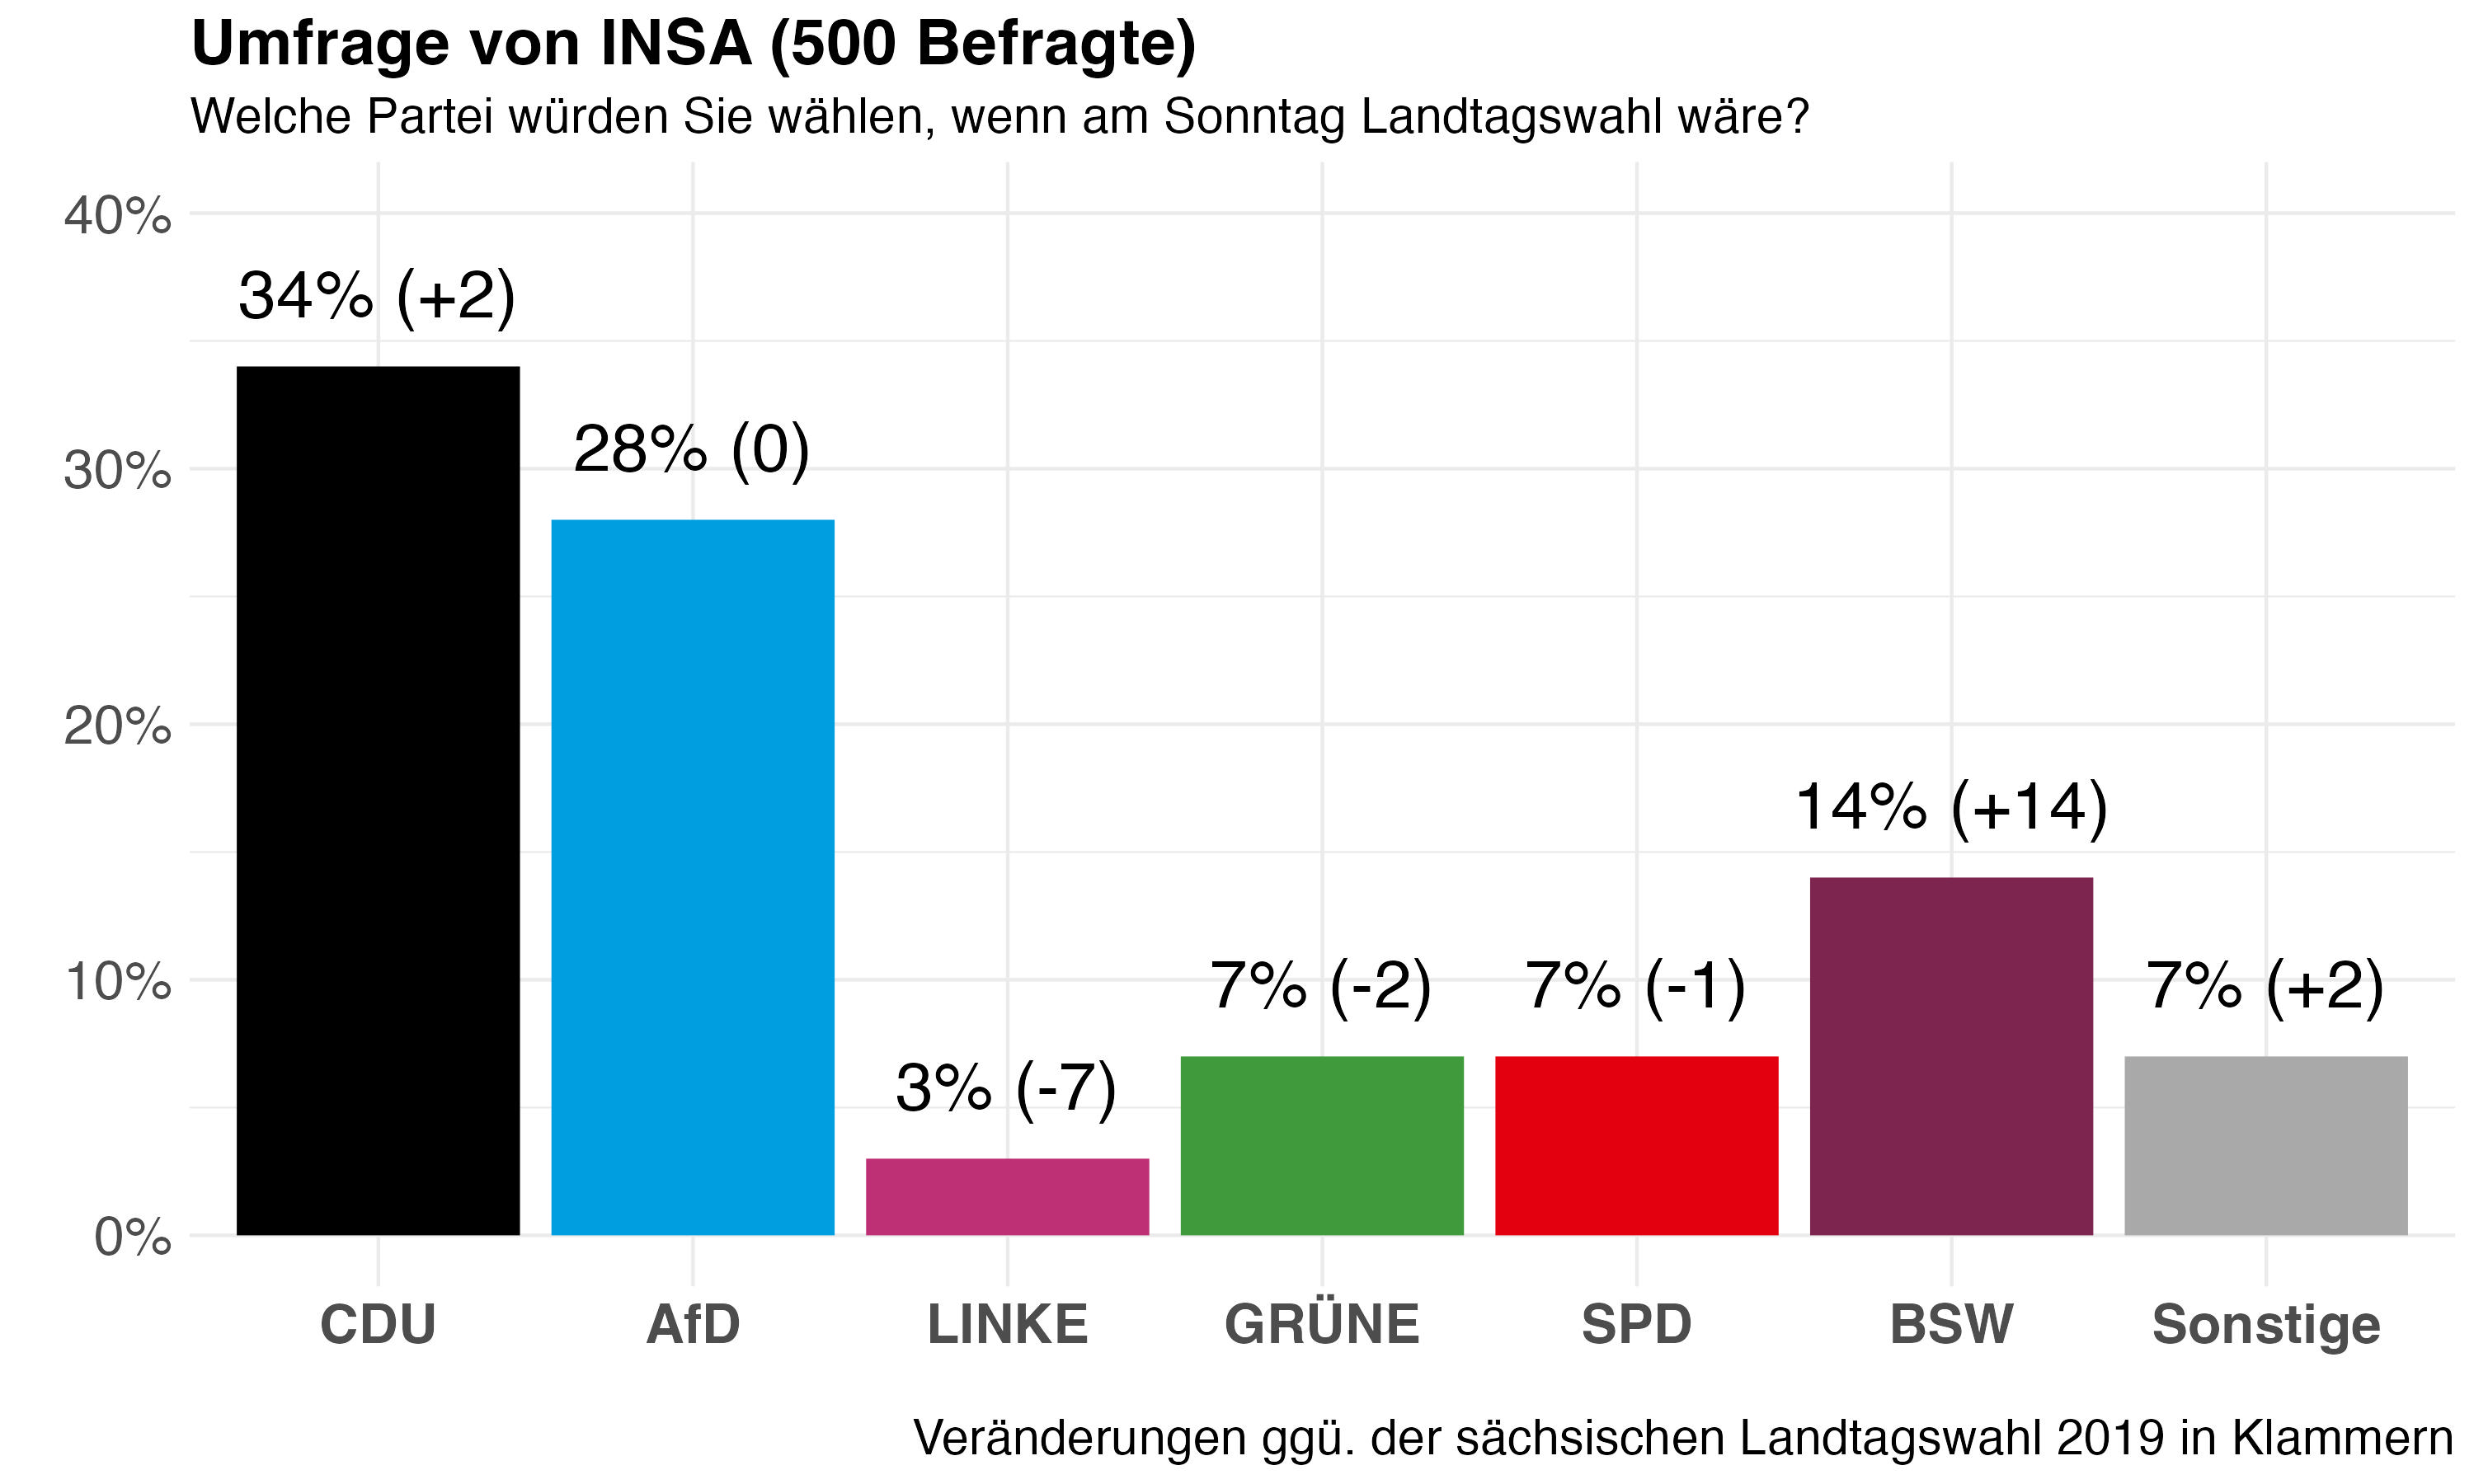 Umfrage von INSA (500 Befragte)
Welche Partei würden Sie wählen, wenn am Sonntag Landtagswahl wäre?
40%
30%
20%
10%
0%
34% (+2)
28% (0)
3% (-7)
7% (-2)
7% (-1)
14% (+14)
7% (+2)
CDU
AfD
LINKE
GRÜNE
SPD
BSW
Sonstige
Veränderungen ggü. der sächsischen Landtagswahl 2019 in Klammern